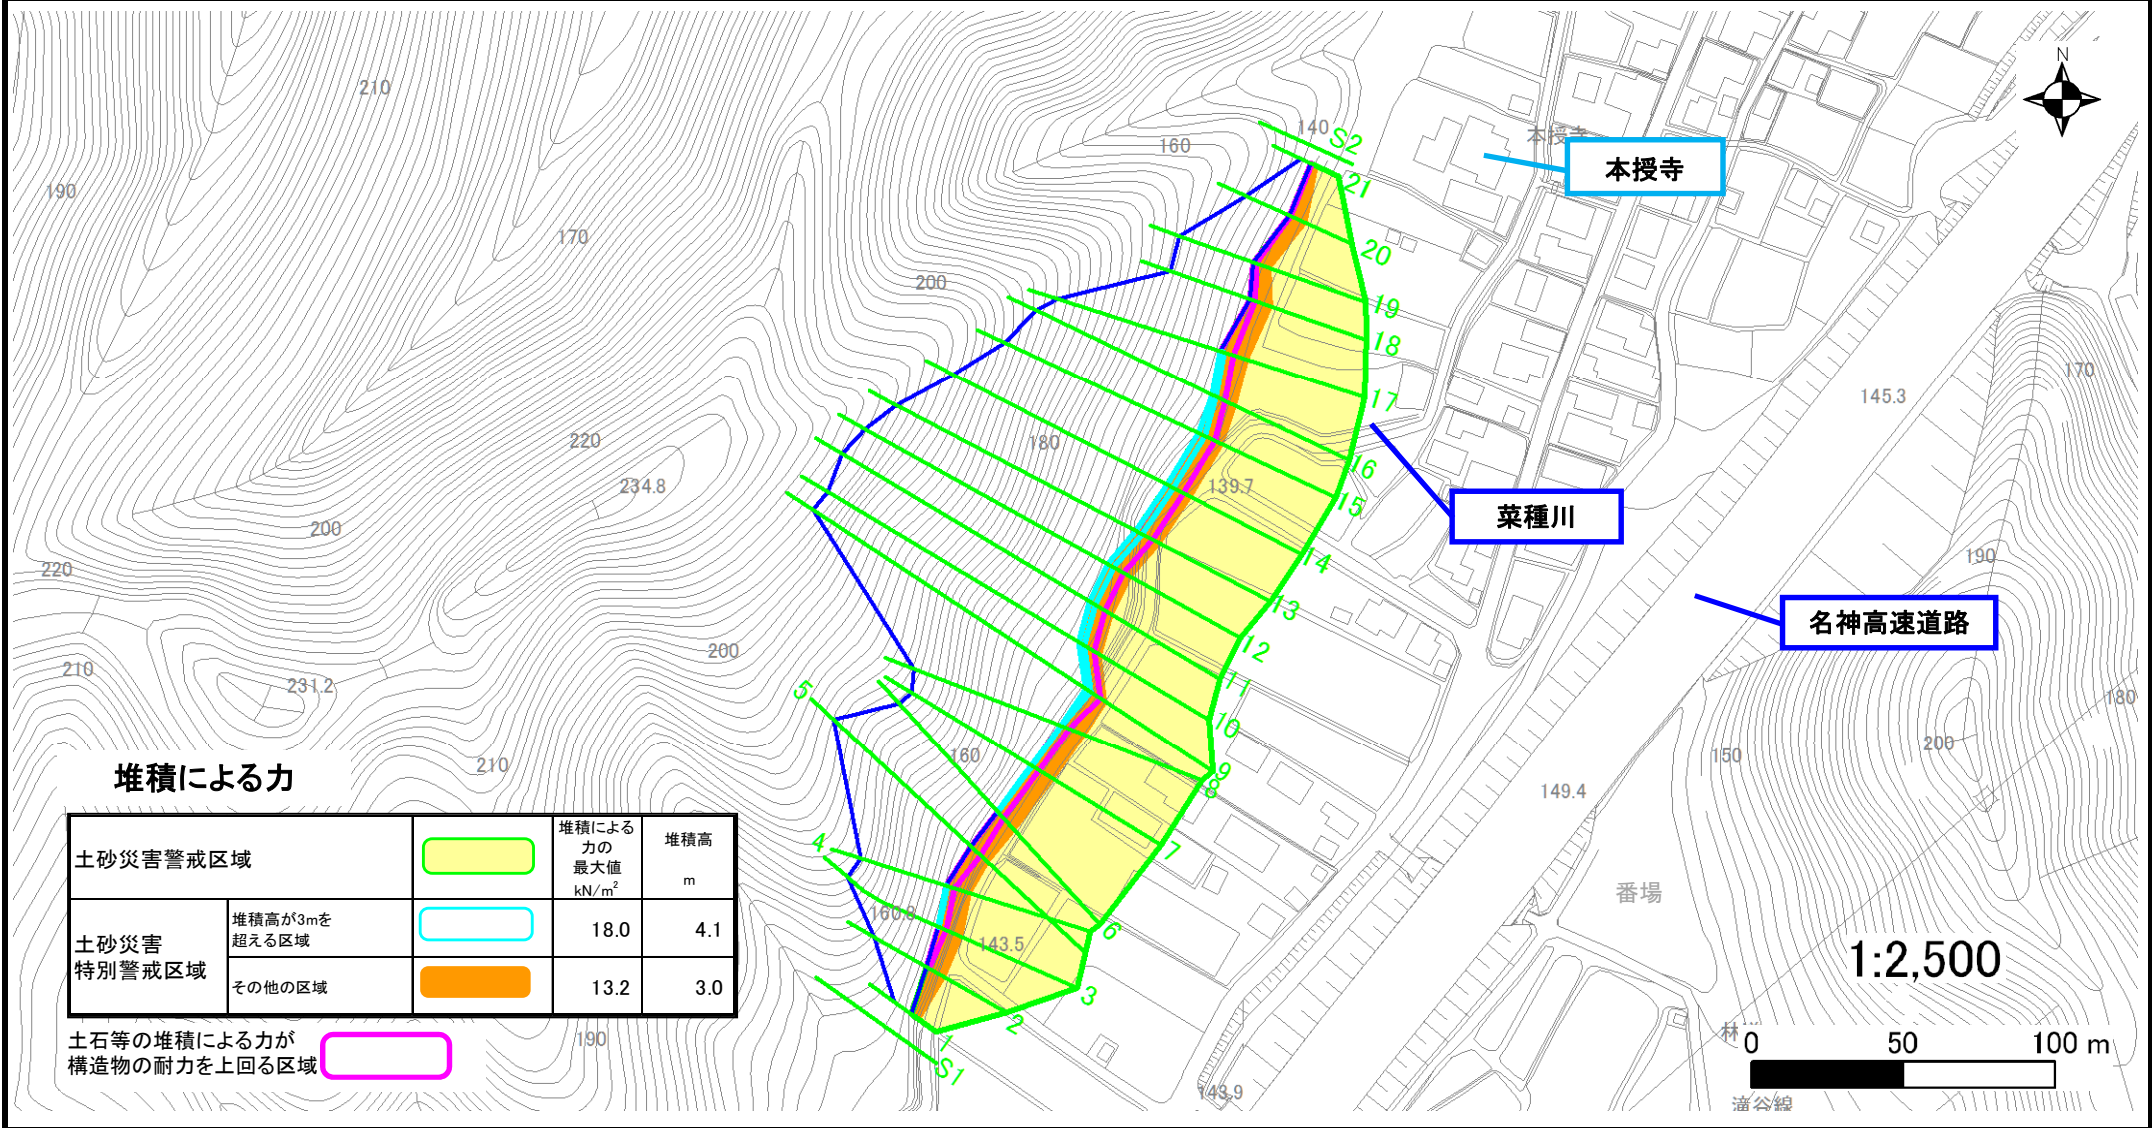 210
190
170
160
140
S2
21
N
本授寺
本授寺
20
200
19
18
17
170
145.3
220
180
234.8
139.7
16
15
菜種川
200
220
14
190
13
名神高速道路
12
200
210
231.2
5
11
10
180
200
150
160
9
8
210
149.4
堆積による力
4
7
番場
160.8
6
143.5
3
2
1
S1
190
143.9
土砂災害警戒区域
堆積による
力の
最大値
kN/m²
堆積高
m
土砂災害
特別警戒区域
堆積高が3mを
超える区域
18.0
4.1
その他の区域
13.2
3.0
土石等の堆積による力が
構造物の耐力を上回る区域
1:2,500
林
0 50 100 m
滝谷線